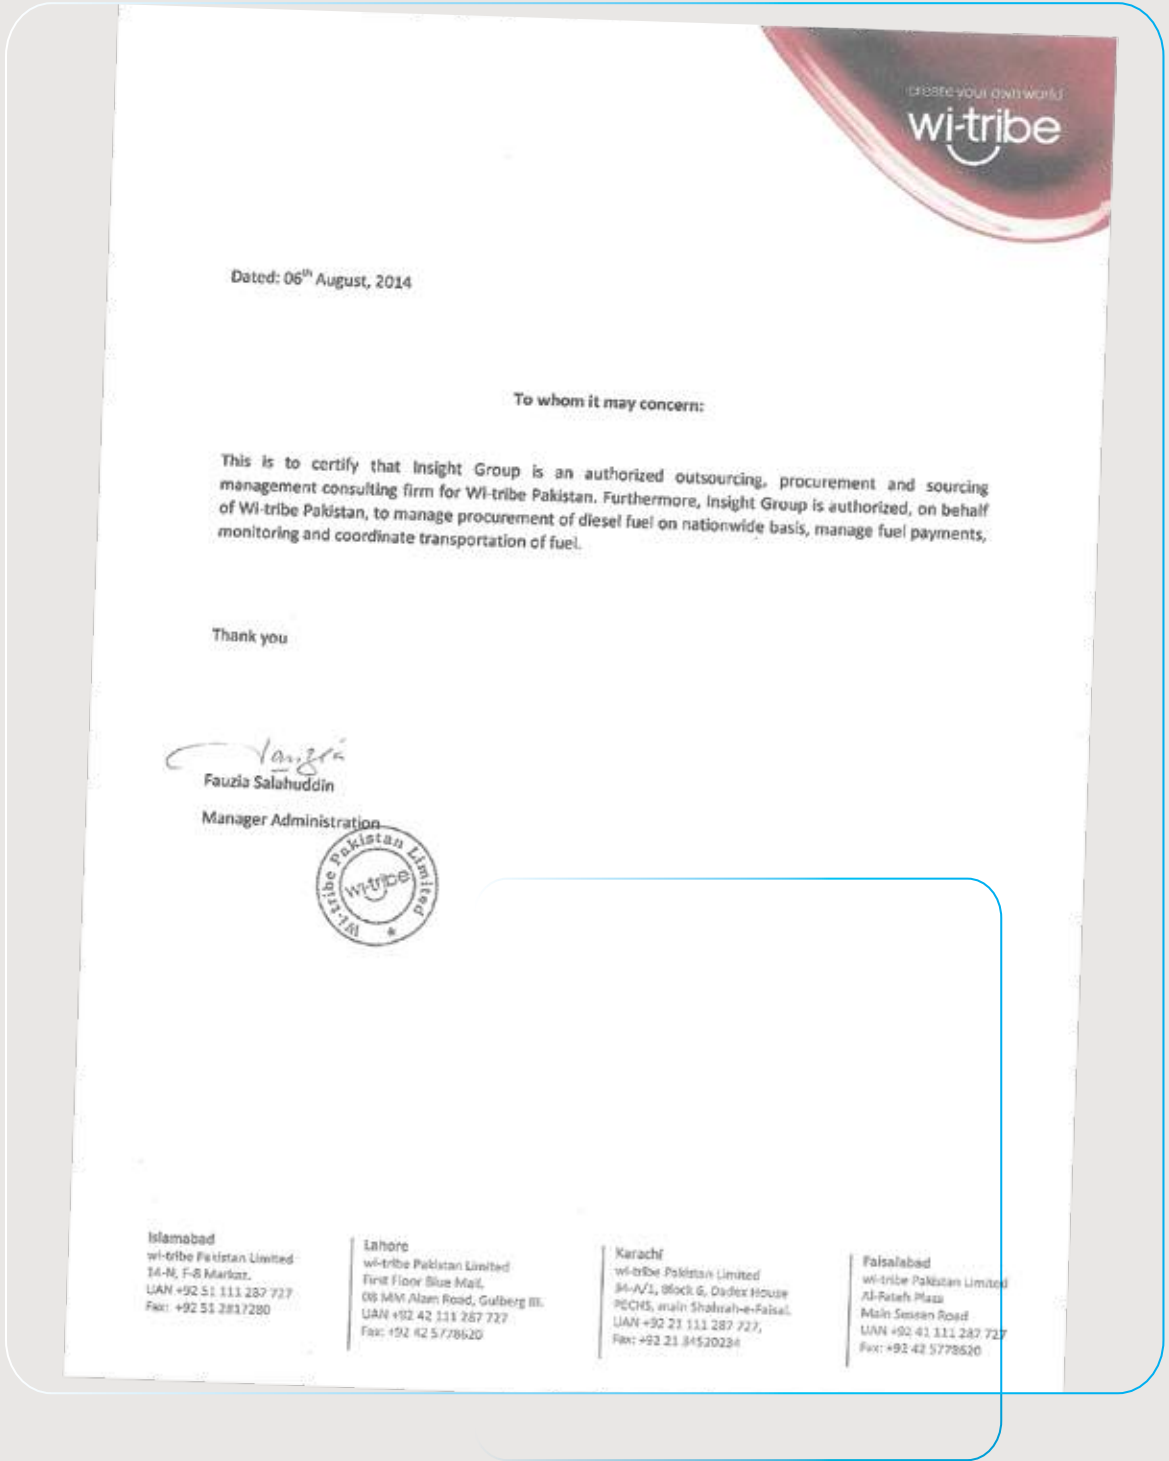 create your own world
wi-tribe
Dated: 06th August, 2014
To whom it may concern:
This is to certify that Insight Group is an authorized outsourcing, procurement and sourcing
management consulting firm for Wi-tribe Pakistan. Furthermore, Insight Group is authorized, on behalf
of Wi-tribe Pakistan, to manage procurement of diesel fuel on nationwide basis, manage fuel payments,
monitoring and coordinate transportation of fuel.
Thank you
Fauzia Salahuddin
Manager Administration
Wi-tribe Pakistan Limited
wi-tribe
Islamabad
wi-tribe Pakistan Limited
14-N, F-8 Markaz.
UAN +92 51 111 287 727
Fax: +92 51 2817280
Lahore
wi-tribe Pakistan Limited
First Floor Blue Mall,
08 MM Alam Road, Gulberg III.
UAN +92 42 111 287 727
Fax: +92 42 5778620
Karachi
wi-tribe Pakistan Limited
34-A/1, Block 6, Dadex House
PECHS, main Shahrah-e-Faisal.
UAN +92 21 111 287 727,
Fax: +92 21 34520234
Faisalabad
wi-tribe Pakistan Limited
Al-Fateh Plaza
Main Susan Road
UAN +92 41 111 287 727
Fax: +92 42 5778620